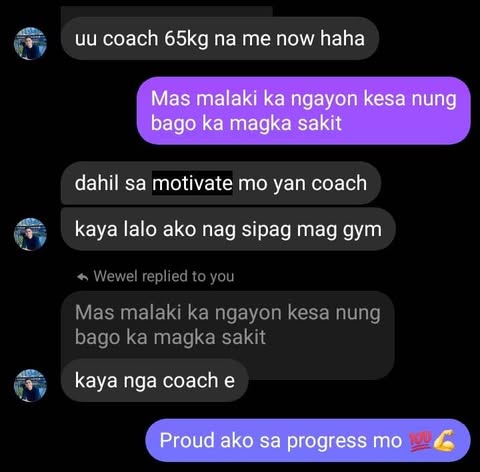 uu coach 65kg na me now haha
Mas malaki ka ngayon kesa nung
bago ka magka sakit
dahil sa motivate mo yan coach
kaya lalo ako nag sipag mag gym
Wewel replied to you
Mas malaki ka ngayon kesa nung
bago ka magka sakit
kaya nga coach e
Proud ako sa progress mo 💯💪